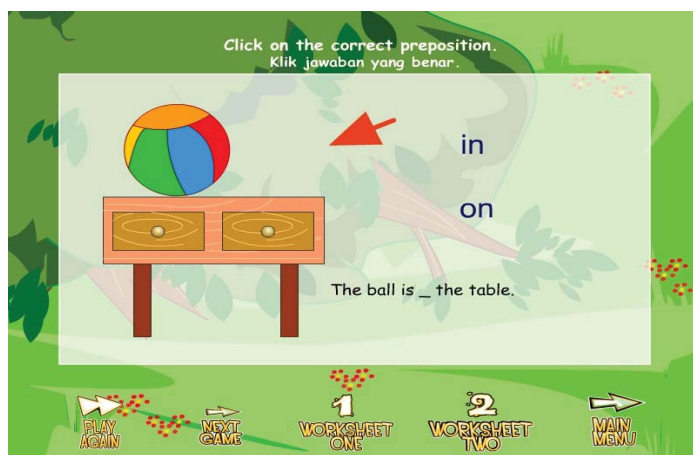 Click on the correct preposition.
Klik jawaban yang benar.
in
on
The ball is _ the table.
PLAY
AGAIN
NEXT
GAME
1
WORKSHEET
ONE
2
WORKSHEET
TWO
MAIN
MENU